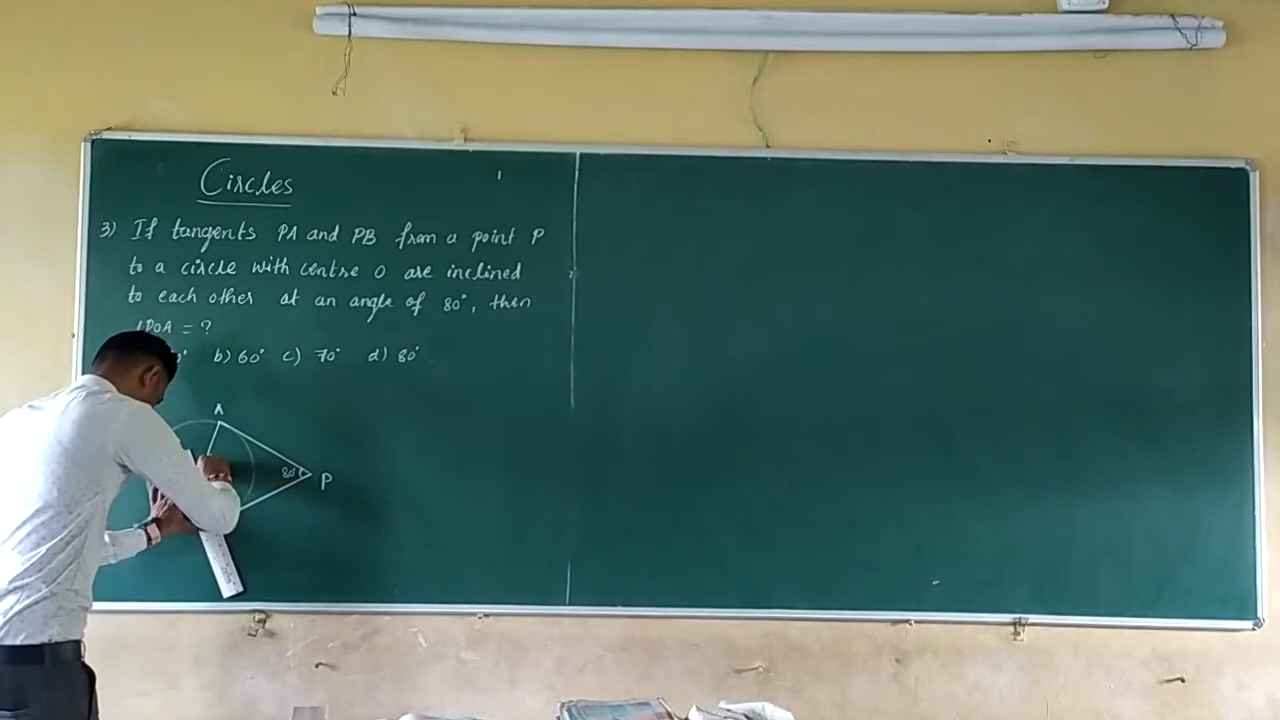 Circles
3) If tangents PA and PB from a point P
to a circle with centre O are inclined
to each other at an angle of 80°, then
∠POA = ?
b) 60° c) 70° d) 80°
A
80°
P